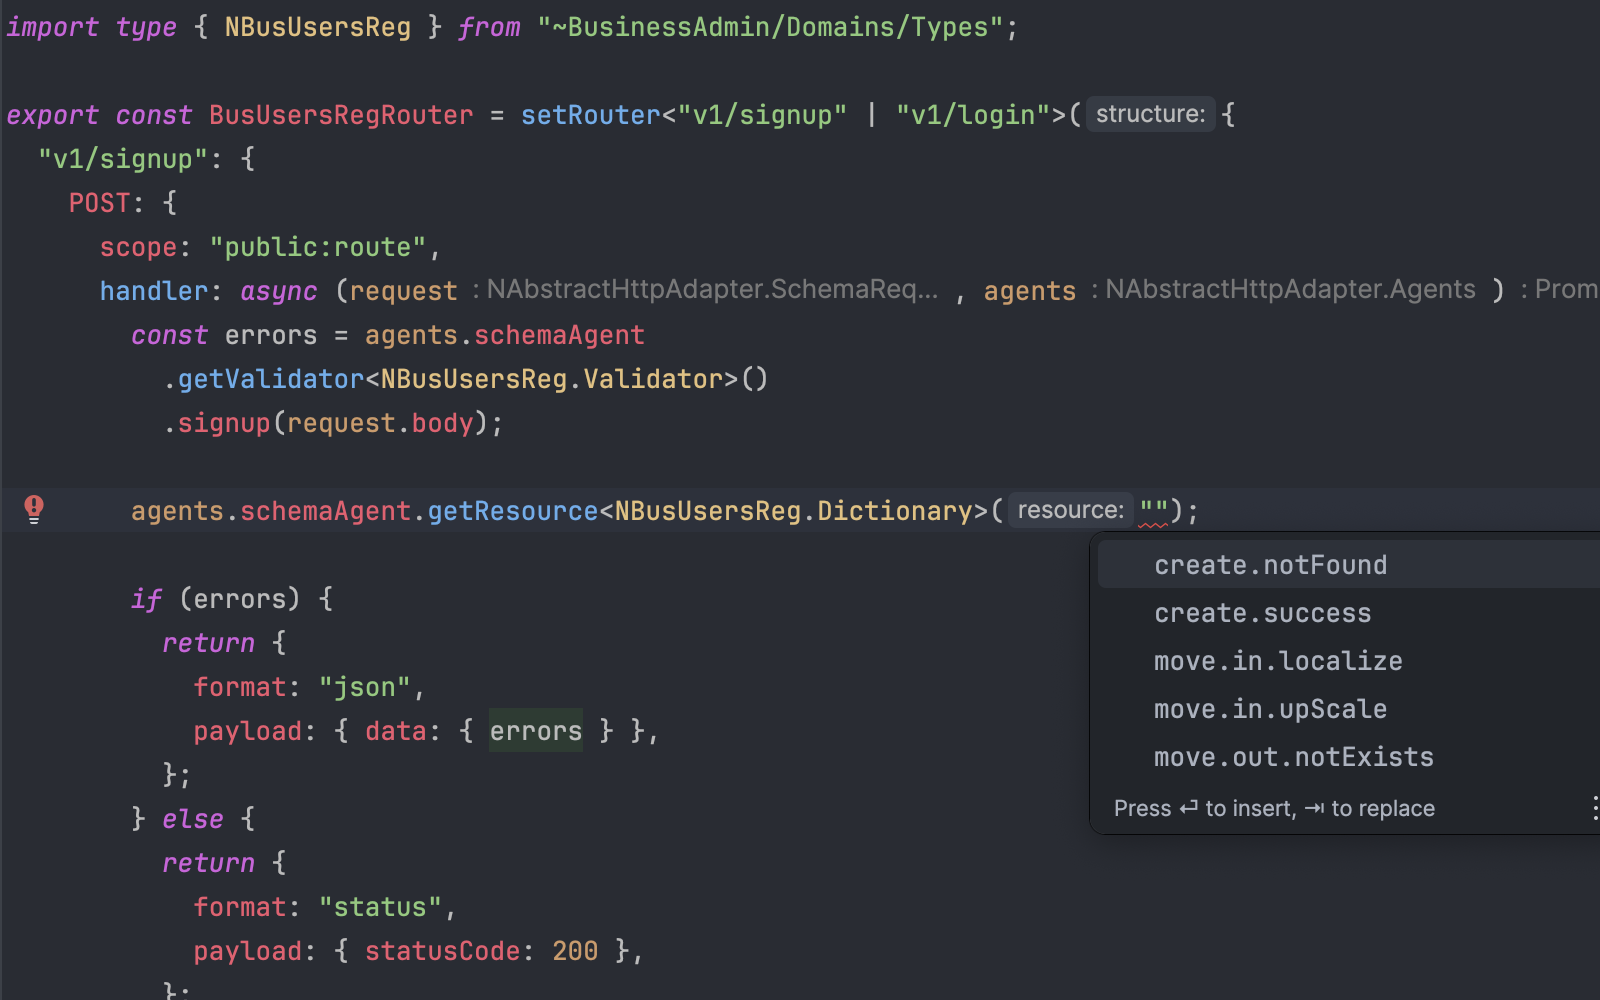 import type { NBusUsersReg } from "~BusinessAdmin/Domains/Types";
export const BusUsersRegRouter = setRouter<"v1/signup" | "v1/login">( structure: {
"v1/signup": {
POST: {
scope: "public:route",
handler: async (request : NAbstractHttpAdapter.SchemaReq... , agents : NAbstractHttpAdapter.Agents ) : Prom
const errors = agents.schemaAgent
.getValidator<NBusUsersReg.Validator>()
.signup(request.body);
agents.schemaAgent.getResource<NBusUsersReg.Dictionary>( resource: "");
create.notFound
create.success
move.in.localize
move.in.upScale
move.out.notExists
Press ↵ to insert, ⇥ to replace
if (errors) {
return {
format: "json",
payload: { data: { errors } },
};
} else {
return {
format: "status",
payload: { statusCode: 200 },
};